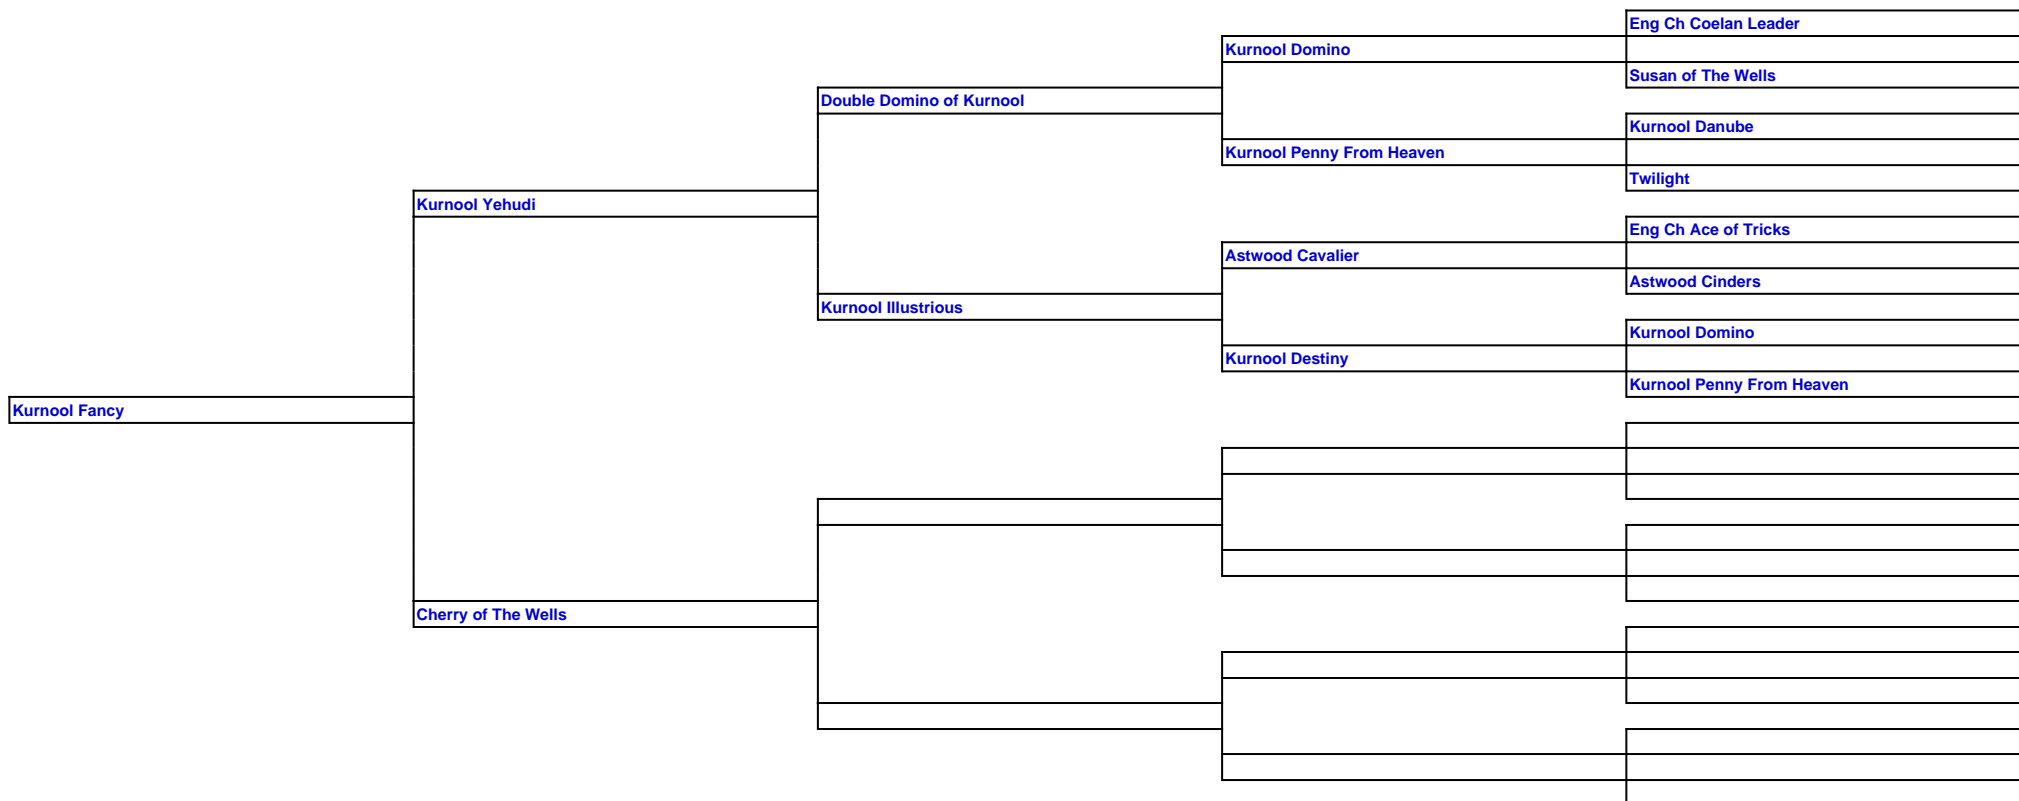 Eng Ch Coelan Leader
Kurnool Domino
Susan of The Wells
Double Domino of Kurnool
Kurnool Danube
Kurnool Penny From Heaven
Twilight
Kurnool Yehudi
Eng Ch Ace of Tricks
Astwood Cavalier
Astwood Cinders
Kurnool Illustrious
Kurnool Domino
Kurnool Destiny
Kurnool Penny From Heaven
Kurnool Fancy
Cherry of The Wells